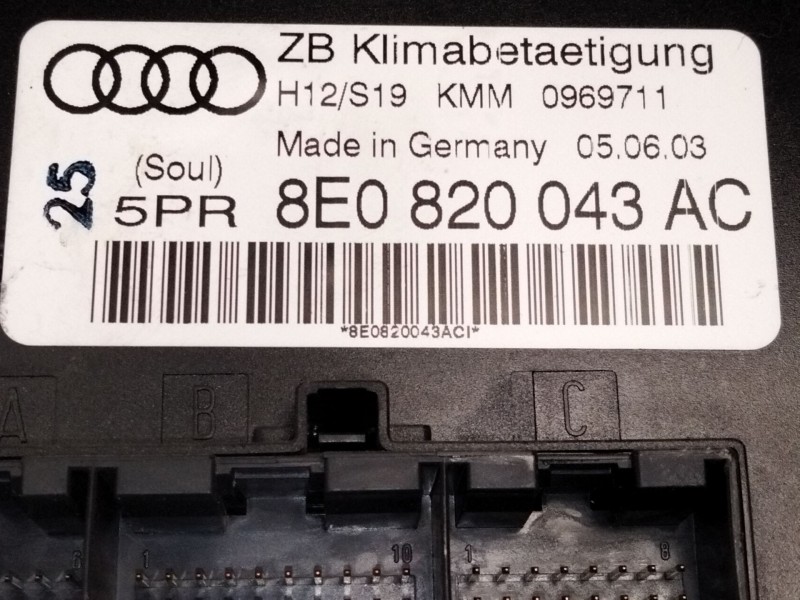 ZB Klimabetaetigung
H12/S19 KMM 0969711
Made in Germany 05.06.03
25
(Soul)
5PR 8E0 820 043 AC
*8E0820043ACI*
A B C
6 1 10 1 8